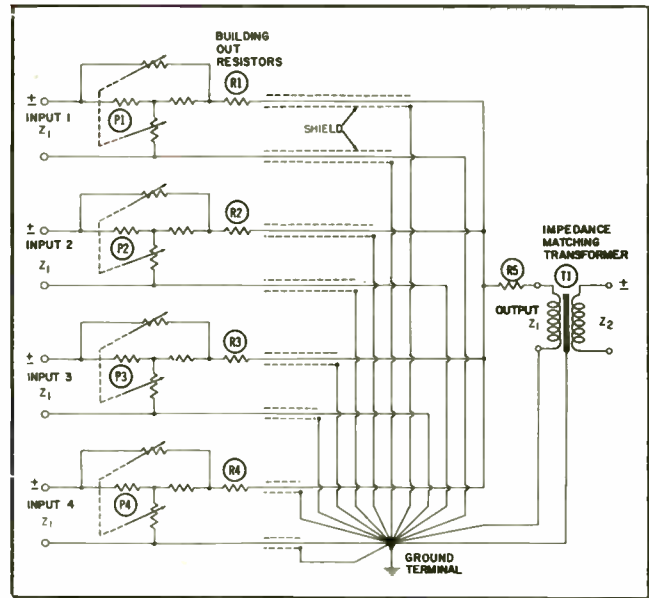 BUILDING
OUT
RESISTORS
R1
±
INPUT 1
Z1
P1
SHIELD
R2
±
INPUT 2
Z1
P2
IMPEDANCE
MATCHING
TRANSFORMER
R5
T1
±
OUTPUT
Z1
Z2
R3
±
INPUT 3
Z1
P3
R4
±
INPUT 4
Z1
P4
GROUND
TERMINAL